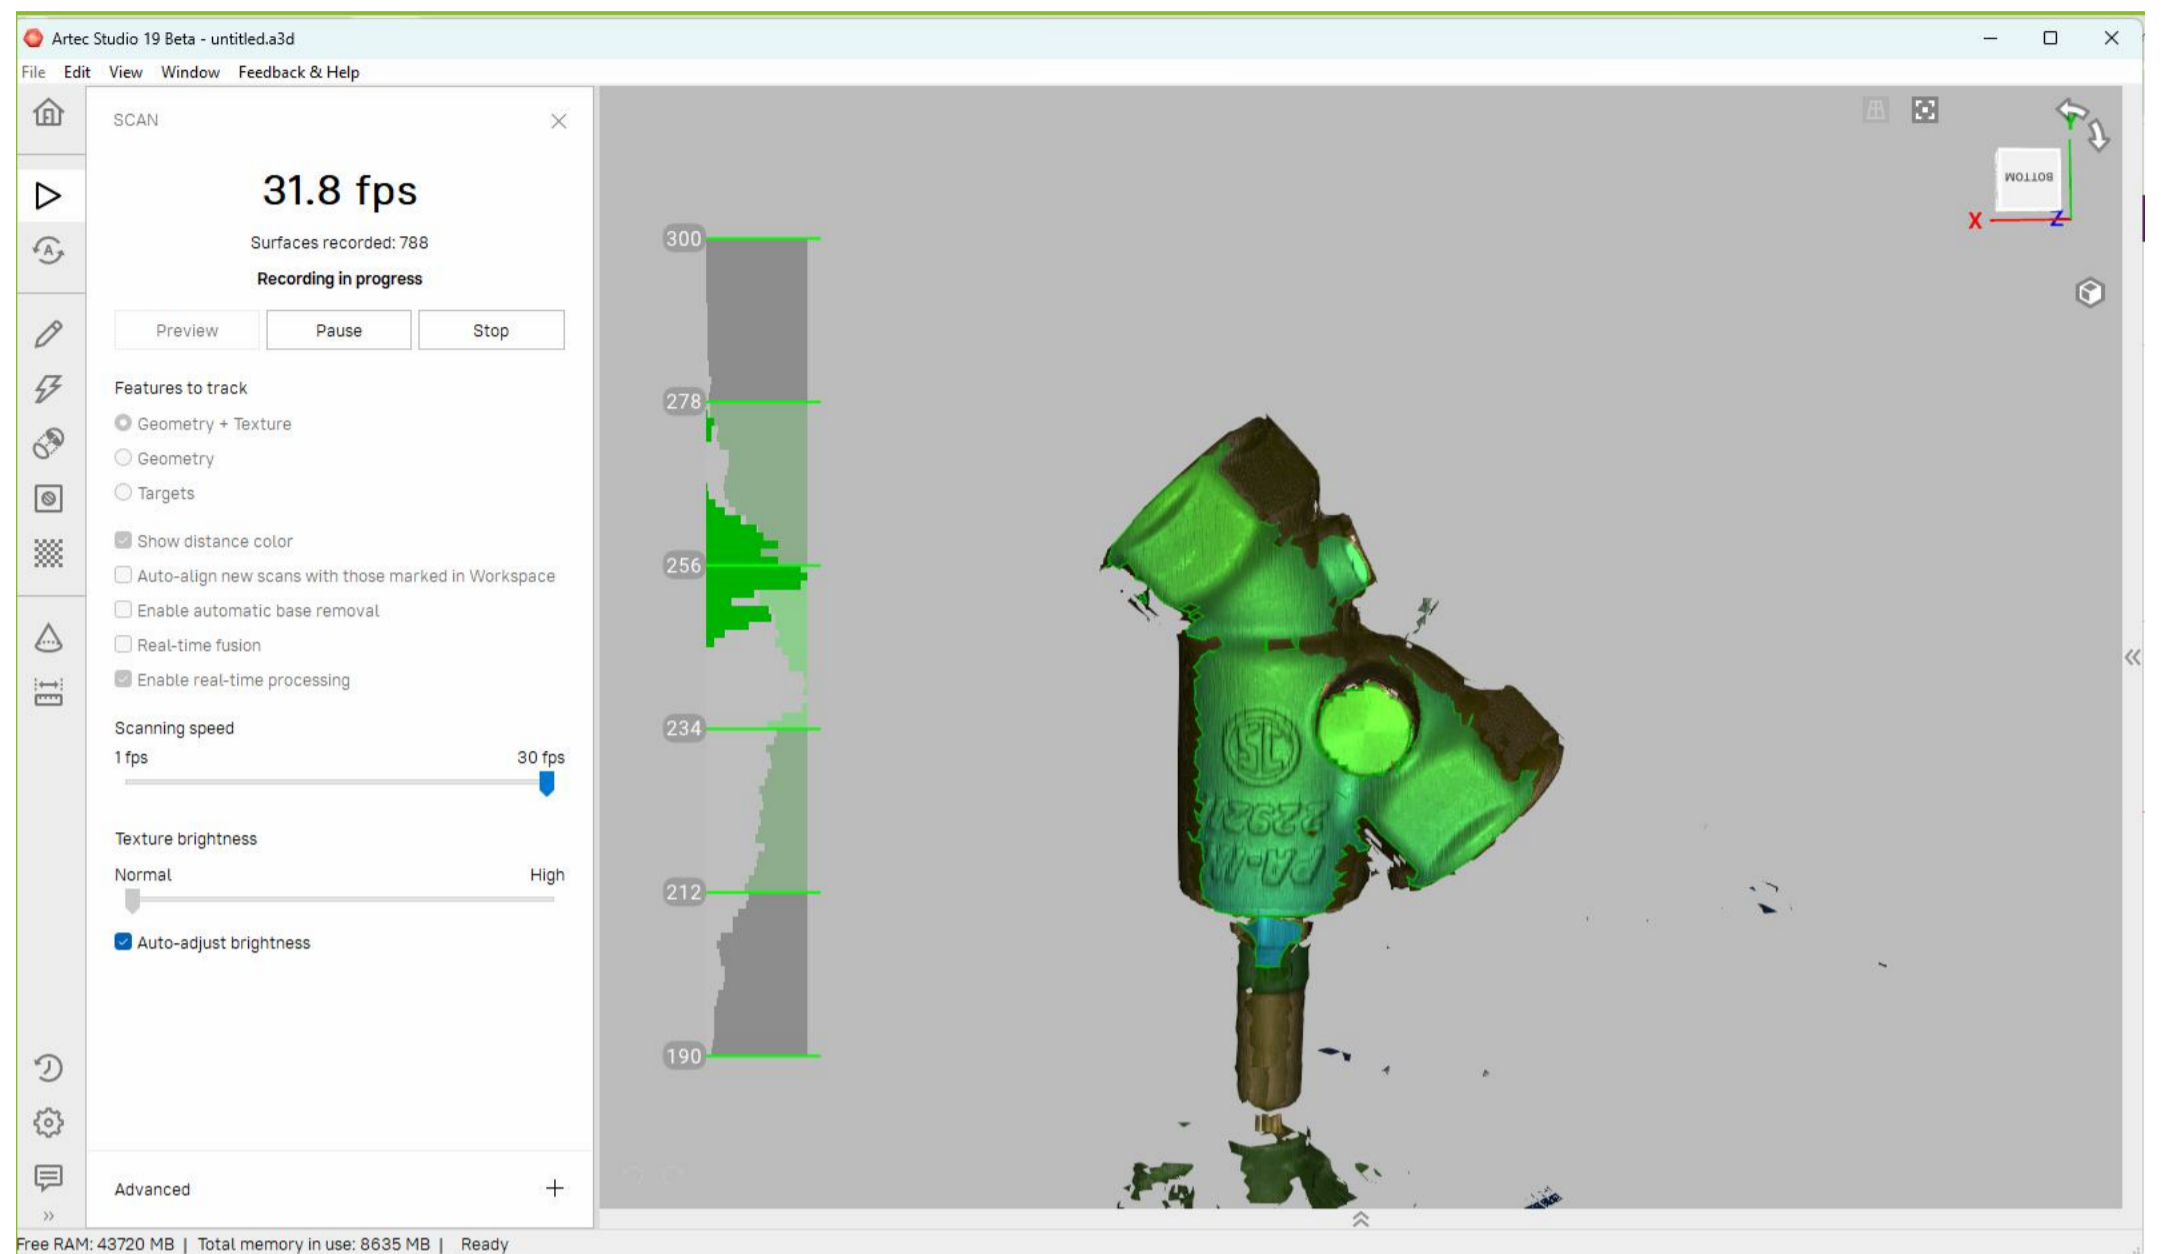 Artec Studio 19 Beta - untitled.a3d
File Edit View Window Feedback & Help
SCAN
31.8 fps
Surfaces recorded: 788
Recording in progress
Preview Pause Stop
Features to track
Geometry + Texture
Geometry
Targets
Show distance color
Auto-align new scans with those marked in Workspace
Enable automatic base removal
Real-time fusion
Enable real-time processing
Scanning speed
1 fps 30 fps
Texture brightness
Normal High
Auto-adjust brightness
Advanced
300
278
256
234
212
190
BOTTOM
Y
X Z
Free RAM: 43720 MB | Total memory in use: 8635 MB | Ready